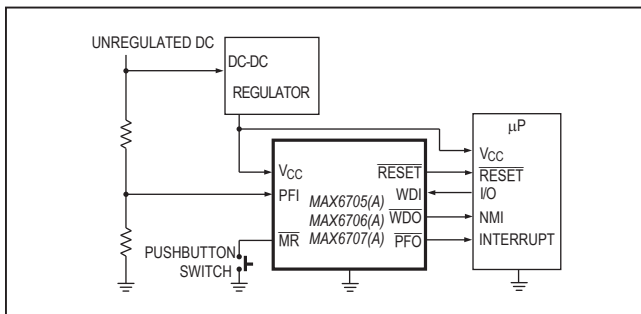 UNREGULATED DC
DC-DC
REGULATOR
μP
VCC
RESET
VCC
RESET
PFI
MAX6705(A)
WDI
I/O
MAX6706(A)
WDO
NMI
MR
MAX6707(A)
PFO
INTERRUPT
PUSHBUTTON
SWITCH